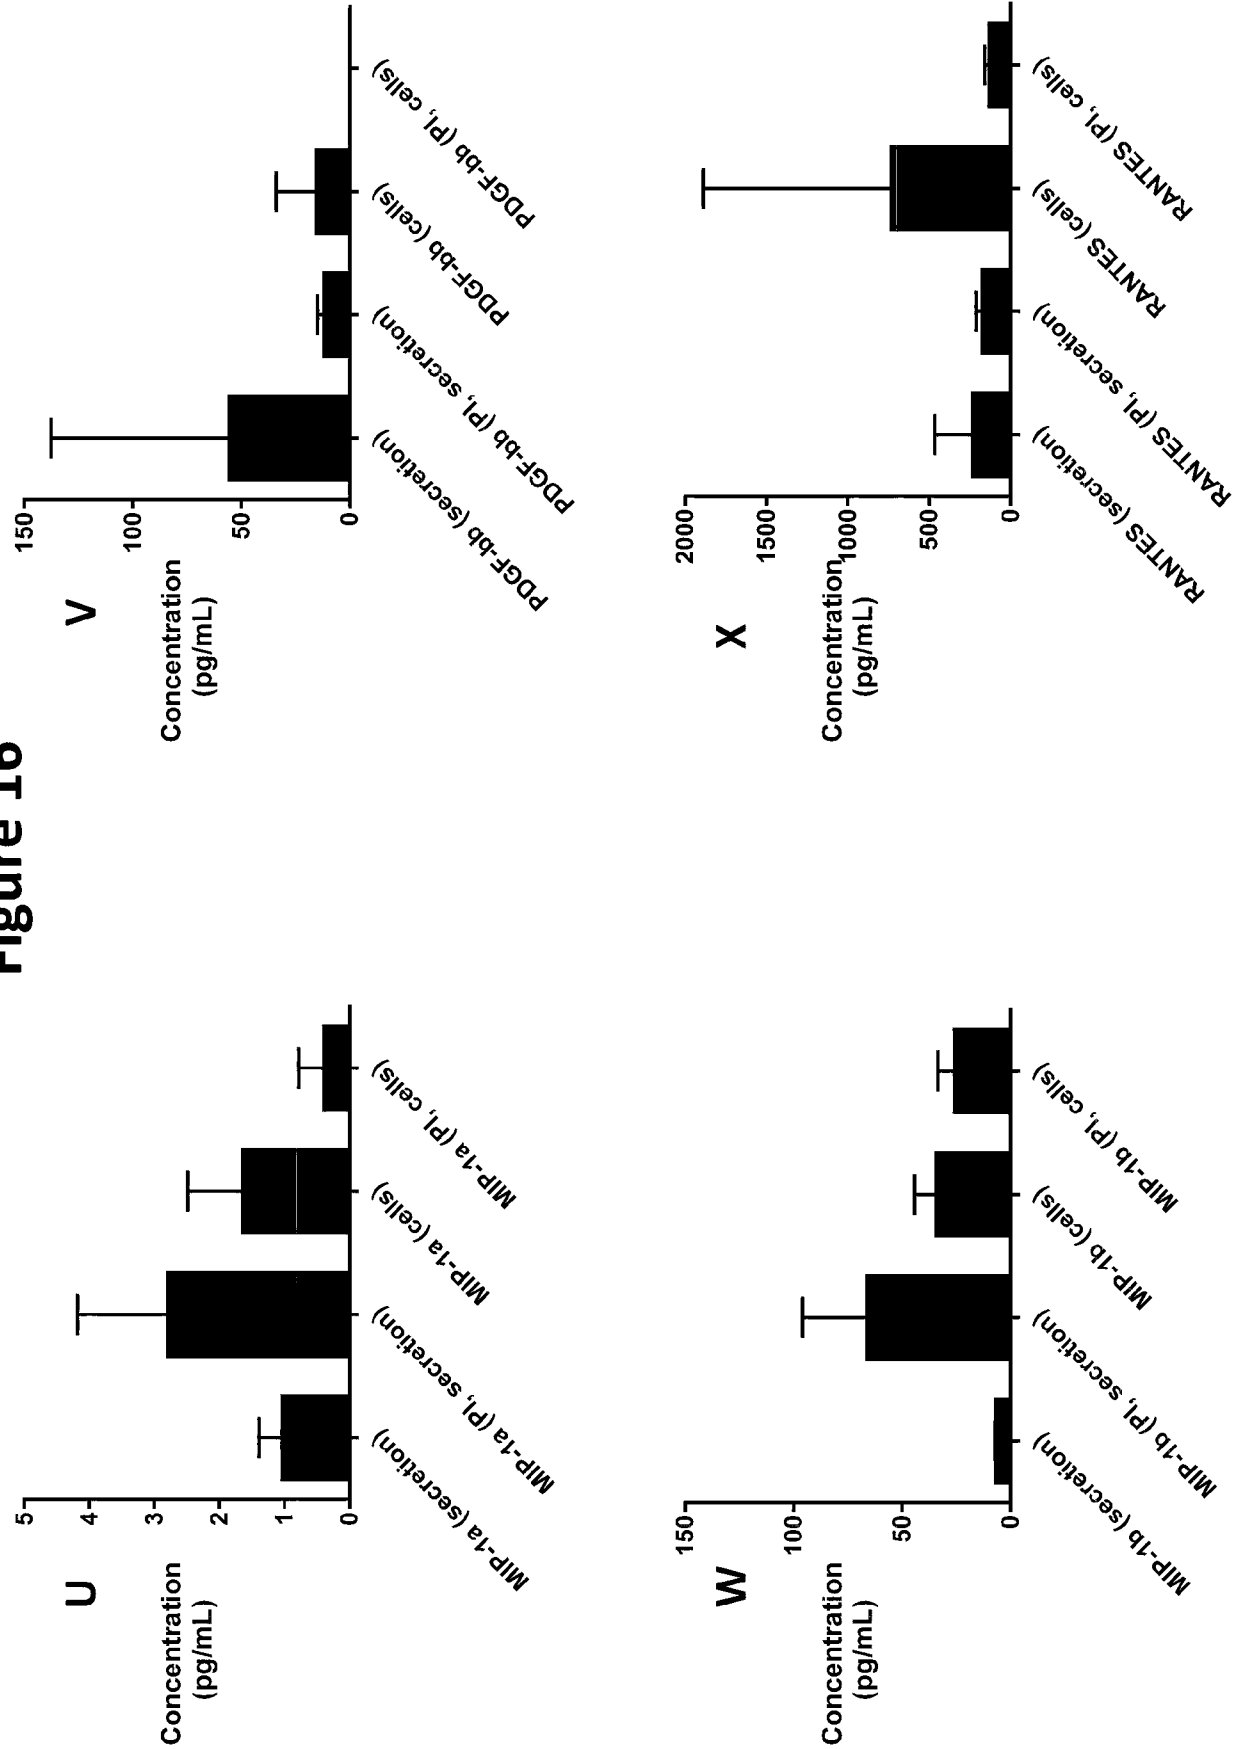 Figure 16
U
Concentration
(pg/mL)
5
4
3
2
1
0
MIP-1a (secretion)
MIP-1a (PI, secretion)
MIP-1a (cells)
MIP-1a (PI, cells)
V
Concentration
(pg/mL)
150
100
50
0
PDGF-bb (secretion)
PDGF-bb (PI, secretion)
PDGF-bb (cells)
PDGF-bb (PI, cells)
W
Concentration
(pg/mL)
150
100
50
0
MIP-1b (secretion)
MIP-1b (PI, secretion)
MIP-1b (cells)
MIP-1b (PI, cells)
X
Concentration
(pg/mL)
2000
1500
1000
500
0
RANTES (secretion)
RANTES (PI, secretion)
RANTES (cells)
RANTES (PI, cells)